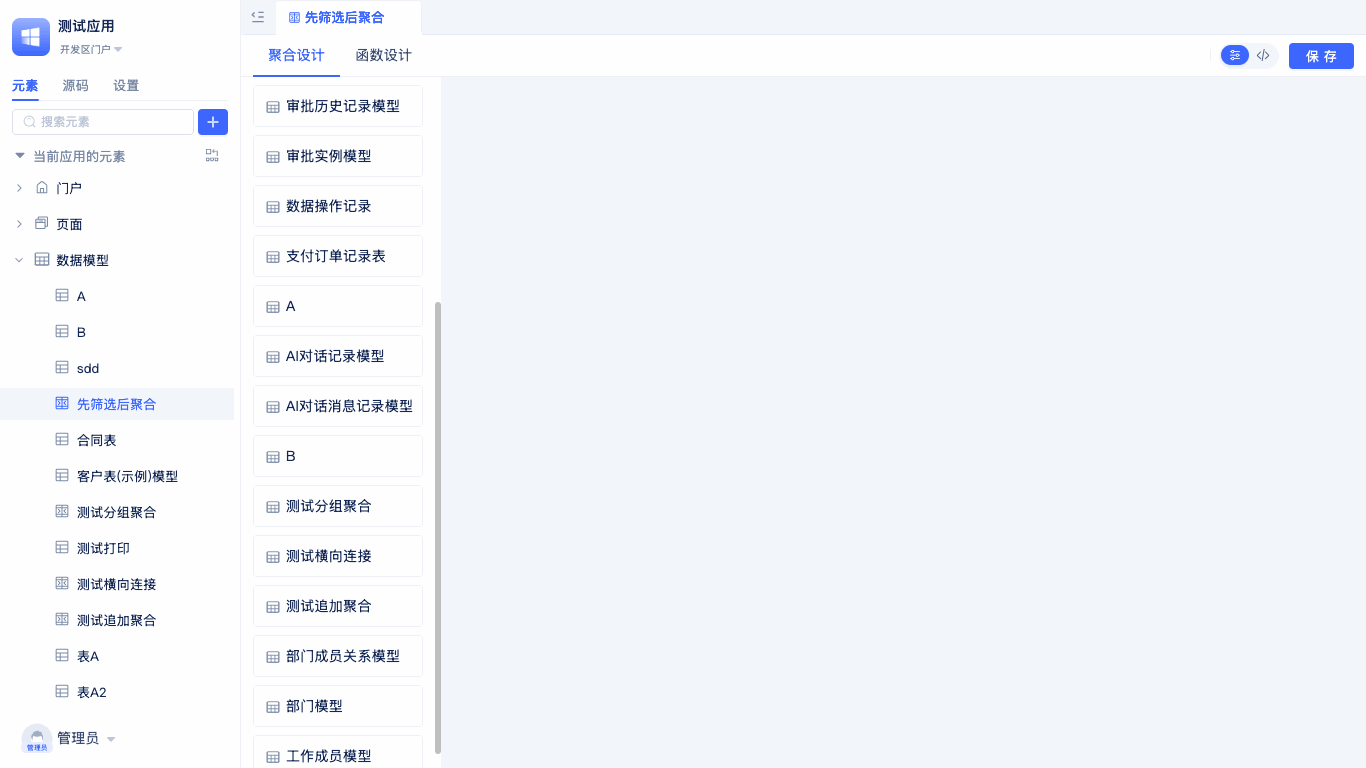 测试应用
开发区门户
元素
源码
设置
搜索元素
当前应用的元素
门户
页面
数据模型
A
B
sdd
先筛选后聚合
合同表
客户表(示例)模型
测试分组聚合
测试打印
测试横向连接
测试追加聚合
表A
表A2
管理员
管理员
先筛选后聚合
聚合设计
函数设计
保 存
审批历史记录模型
审批实例模型
数据操作记录
支付订单记录表
A
AI对话记录模型
AI对话消息记录模型
B
测试分组聚合
测试横向连接
测试追加聚合
部门成员关系模型
部门模型
工作成员模型